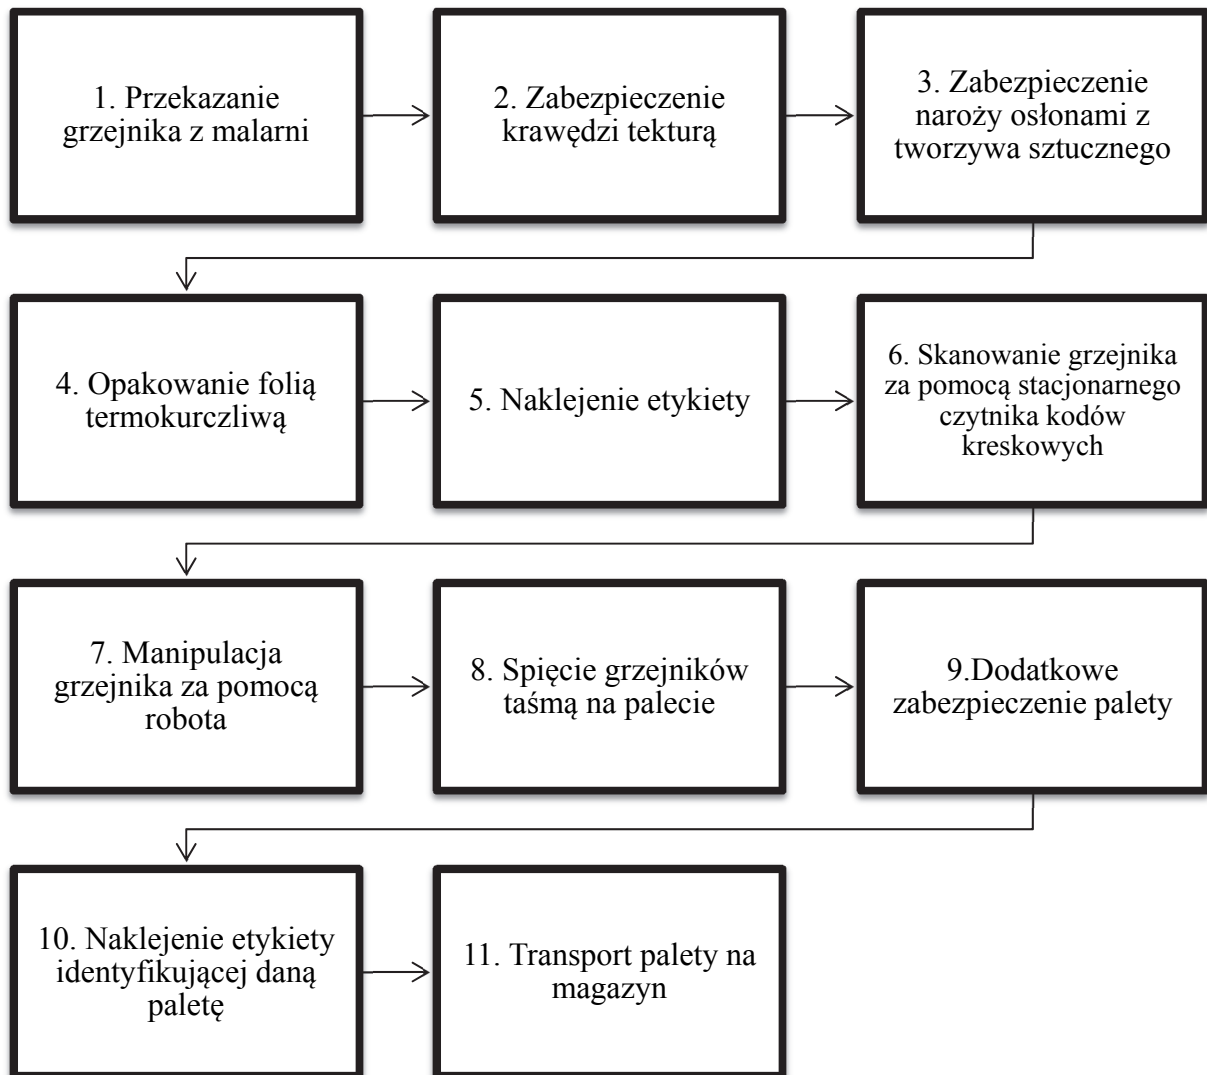 1. Przekazanie
grzejnika z malarni
2. Zabezpieczenie
krawędzi tekturą
3. Zabezpieczenie
naroży osłonami z
tworzywa sztucznego
4. Opakowanie folią
termokurczliwą
5. Naklejenie etykiety
6. Skanowanie grzejnika
za pomocą stacjonarnego
czytnika kodów
kreskowych
7. Manipulacja
grzejnika za pomocą
robota
8. Spięcie grzejników
taśmą na palecie
9.Dodatkowe
zabezpieczenie palety
10. Naklejenie etykiety
identyfikującej daną
paletę
11. Transport palety na
magazyn